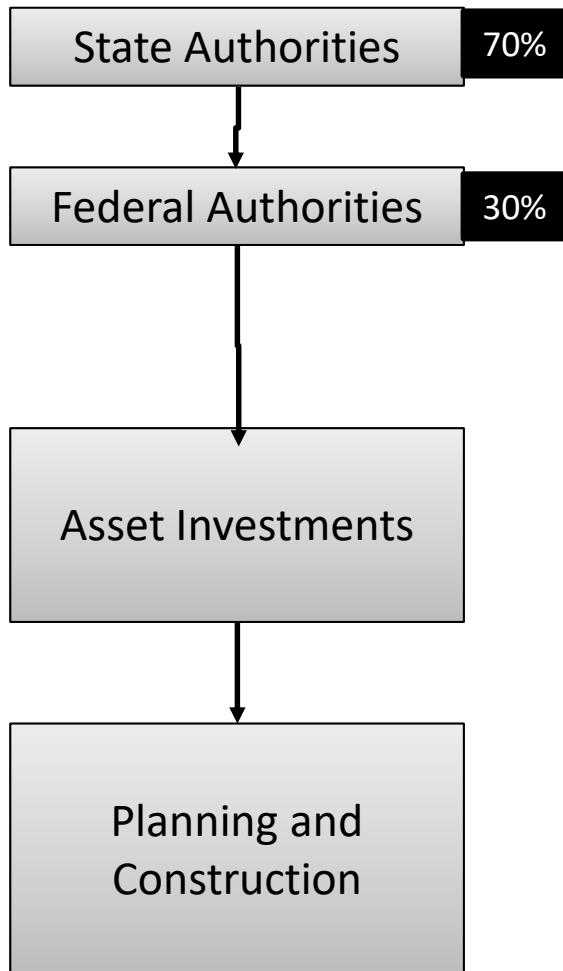 State Authorities 70%
Federal Authorities 30%
Asset Investments
Planning and
Construction